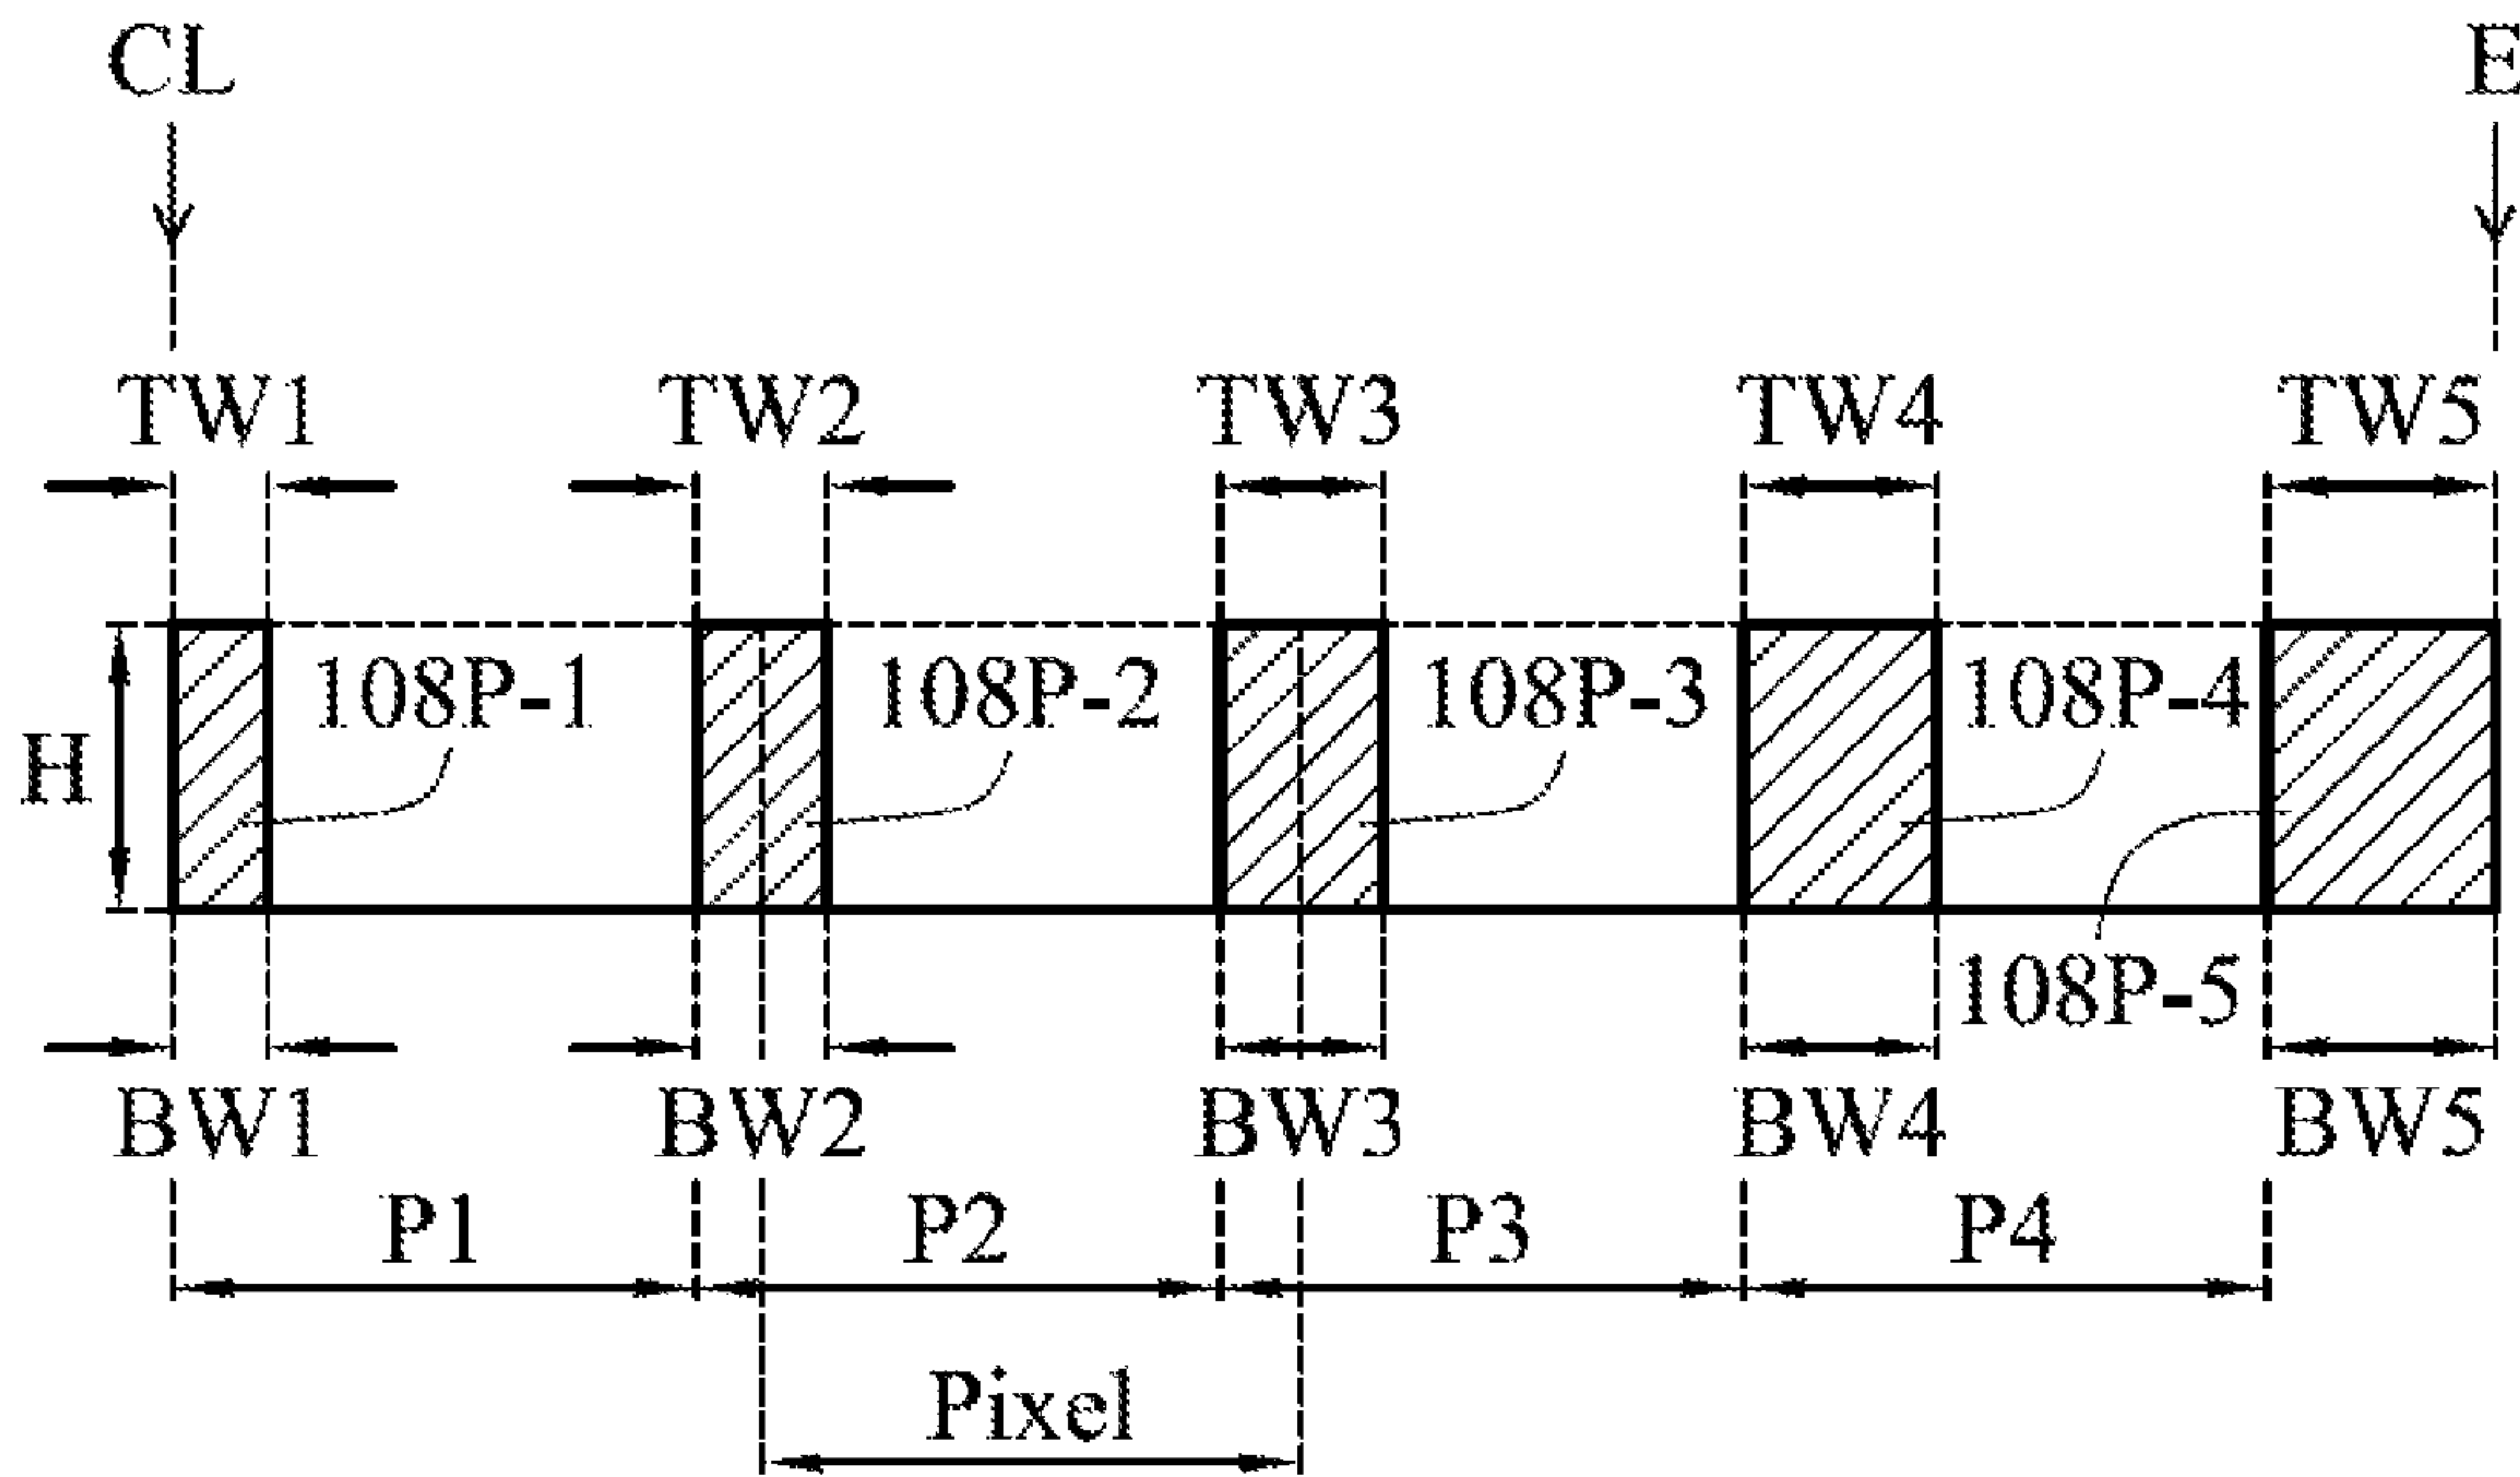 CL E
TW1 TW2 TW3 TW4 TW5
108P-1 108P-2 108P-3 108P-4
H
108P-5
BW1 BW2 BW3 BW4 BW5
P1 P2 P3 P4
Pixel